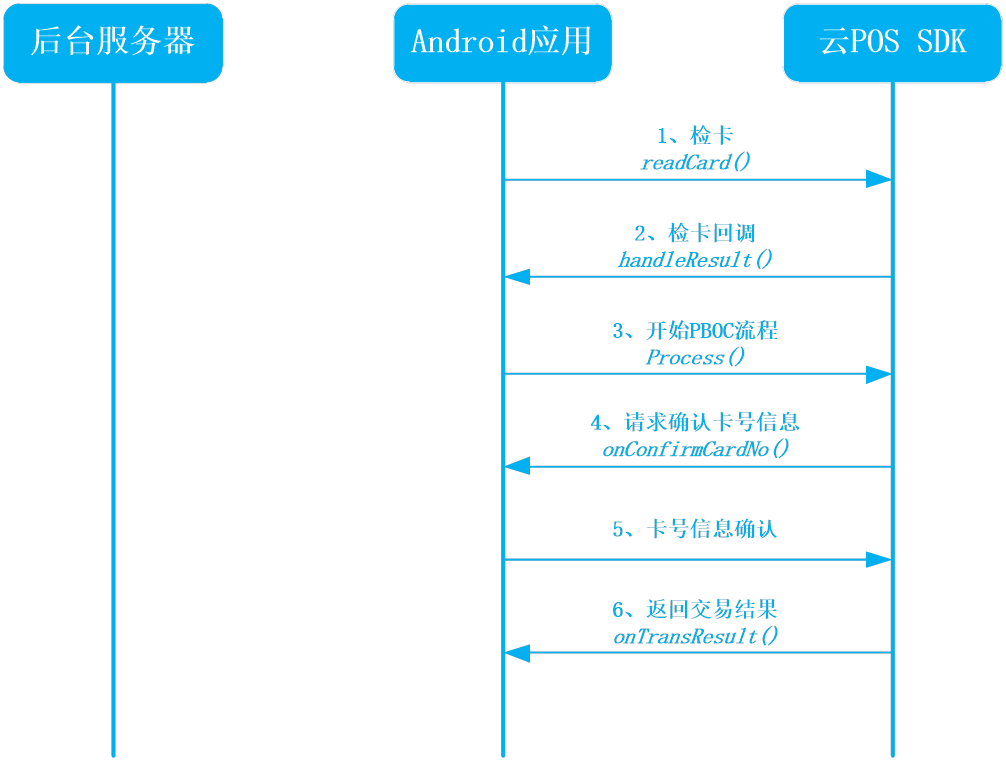 后台服务器
Android应用
云POS SDK
1、检卡
readCard()
2、检卡回调
handleResult()
3、开始PBOC流程
Process()
4、请求确认卡号信息
onConfirmCardNo()
5、卡号信息确认
6、返回交易结果
onTransResult()